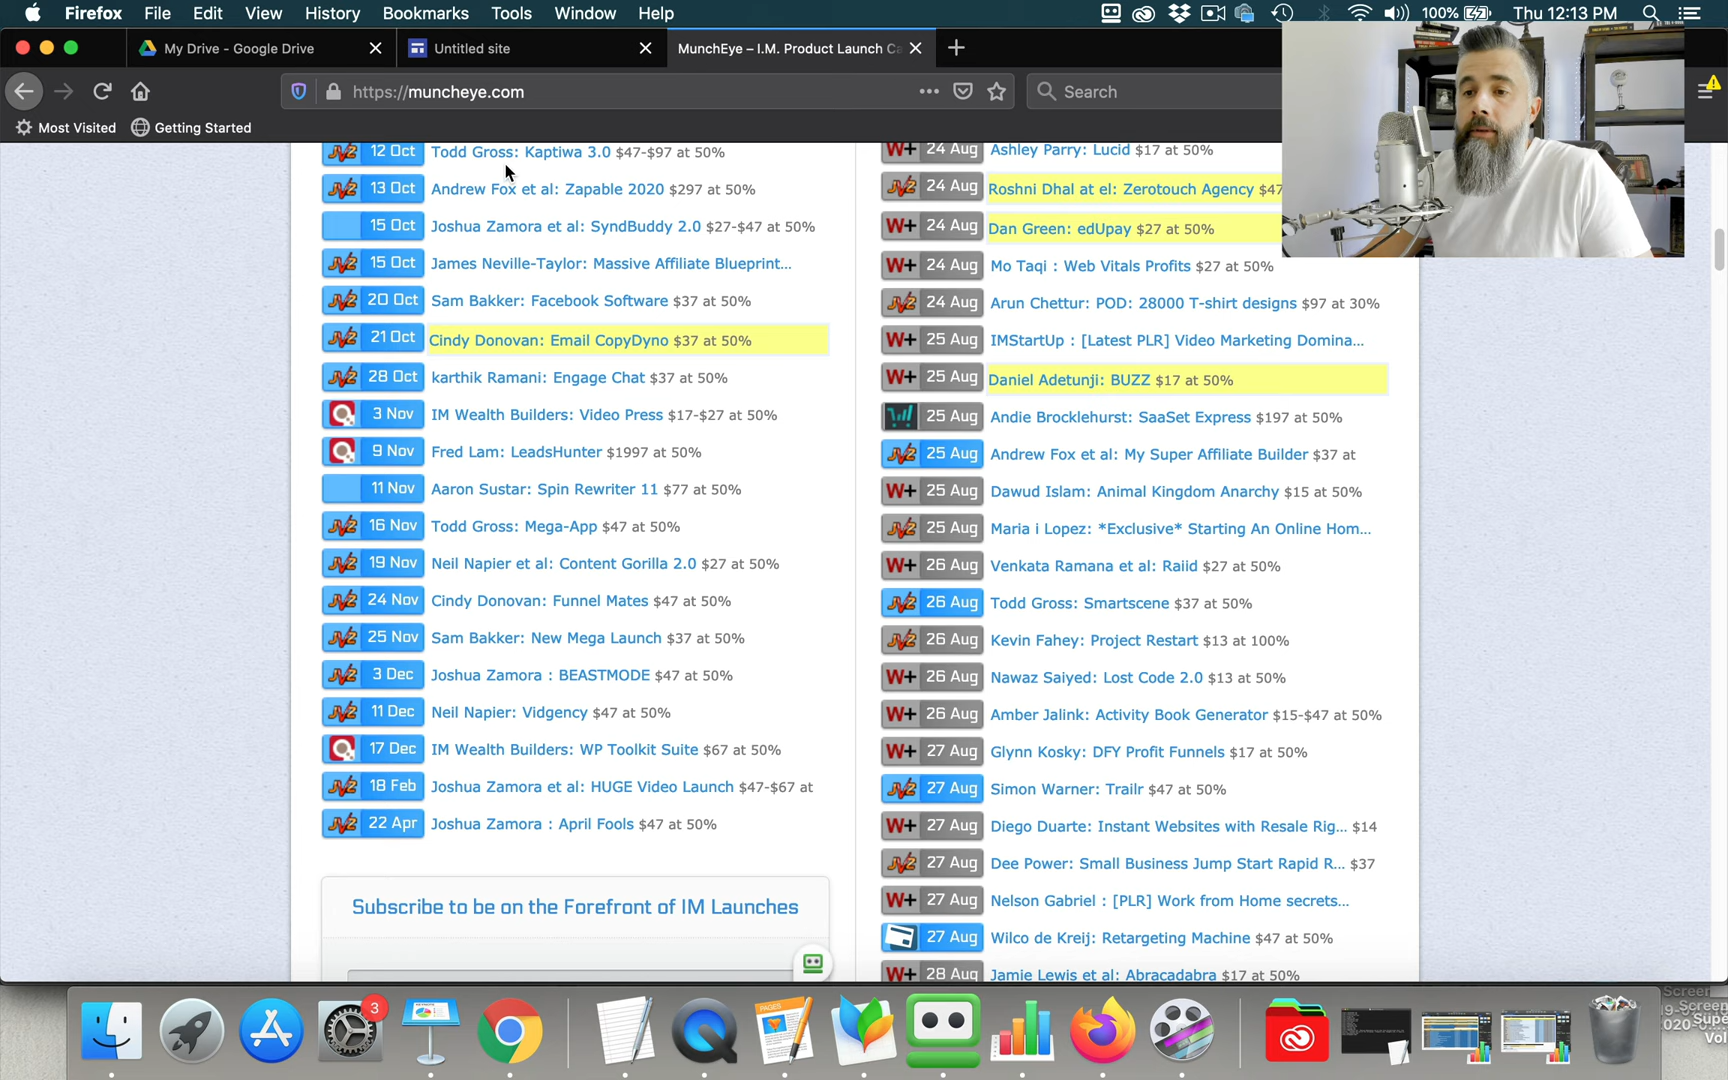 Firefox File Edit View History Bookmarks Tools Window Help 100% Thu 12:13 PM
My Drive - Google Drive
Untitled site
MunchEye – I.M. Product Launch Ca
https://muncheye.com
Search
Most Visited Getting Started
12 Oct Todd Gross: Kaptiwa 3.0 $47-$97 at 50%
13 Oct Andrew Fox et al: Zapable 2020 $297 at 50%
15 Oct Joshua Zamora et al: SyndBuddy 2.0 $27-$47 at 50%
15 Oct James Neville-Taylor: Massive Affiliate Blueprint...
20 Oct Sam Bakker: Facebook Software $37 at 50%
21 Oct Cindy Donovan: Email CopyDyno $37 at 50%
28 Oct karthik Ramani: Engage Chat $37 at 50%
3 Nov IM Wealth Builders: Video Press $17-$27 at 50%
9 Nov Fred Lam: LeadsHunter $1997 at 50%
11 Nov Aaron Sustar: Spin Rewriter 11 $77 at 50%
16 Nov Todd Gross: Mega-App $47 at 50%
19 Nov Neil Napier et al: Content Gorilla 2.0 $27 at 50%
24 Nov Cindy Donovan: Funnel Mates $47 at 50%
25 Nov Sam Bakker: New Mega Launch $37 at 50%
3 Dec Joshua Zamora : BEASTMODE $47 at 50%
11 Dec Neil Napier: Vidgency $47 at 50%
17 Dec IM Wealth Builders: WP Toolkit Suite $67 at 50%
18 Feb Joshua Zamora et al: HUGE Video Launch $47-$67 at
22 Apr Joshua Zamora : April Fools $47 at 50%
Subscribe to be on the Forefront of IM Launches
W+ 24 Aug Ashley Parry: Lucid $17 at 50%
24 Aug Roshni Dhal at el: Zerotouch Agency $47
W+ 24 Aug Dan Green: edUpay $27 at 50%
W+ 24 Aug Mo Taqi : Web Vitals Profits $27 at 50%
24 Aug Arun Chettur: POD: 28000 T-shirt designs $97 at 30%
W+ 25 Aug IMStartUp : [Latest PLR] Video Marketing Domina...
W+ 25 Aug Daniel Adetunji: BUZZ $17 at 50%
25 Aug Andie Brocklehurst: SaaSet Express $197 at 50%
25 Aug Andrew Fox et al: My Super Affiliate Builder $37 at
W+ 25 Aug Dawud Islam: Animal Kingdom Anarchy $15 at 50%
25 Aug Maria i Lopez: *Exclusive* Starting An Online Hom...
W+ 26 Aug Venkata Ramana et al: Raiid $27 at 50%
26 Aug Todd Gross: Smartscene $37 at 50%
26 Aug Kevin Fahey: Project Restart $13 at 100%
W+ 26 Aug Nawaz Saiyed: Lost Code 2.0 $13 at 50%
W+ 26 Aug Amber Jalink: Activity Book Generator $15-$47 at 50%
W+ 27 Aug Glynn Kosky: DFY Profit Funnels $17 at 50%
27 Aug Simon Warner: Trailr $47 at 50%
W+ 27 Aug Diego Duarte: Instant Websites with Resale Rig... $14
27 Aug Dee Power: Small Business Jump Start Rapid R... $37
W+ 27 Aug Nelson Gabriel : [PLR] Work from Home secrets...
27 Aug Wilco de Kreij: Retargeting Machine $47 at 50%
W+ 28 Aug Jamie Lewis et al: Abracadabra $17 at 50%
3
PAGES